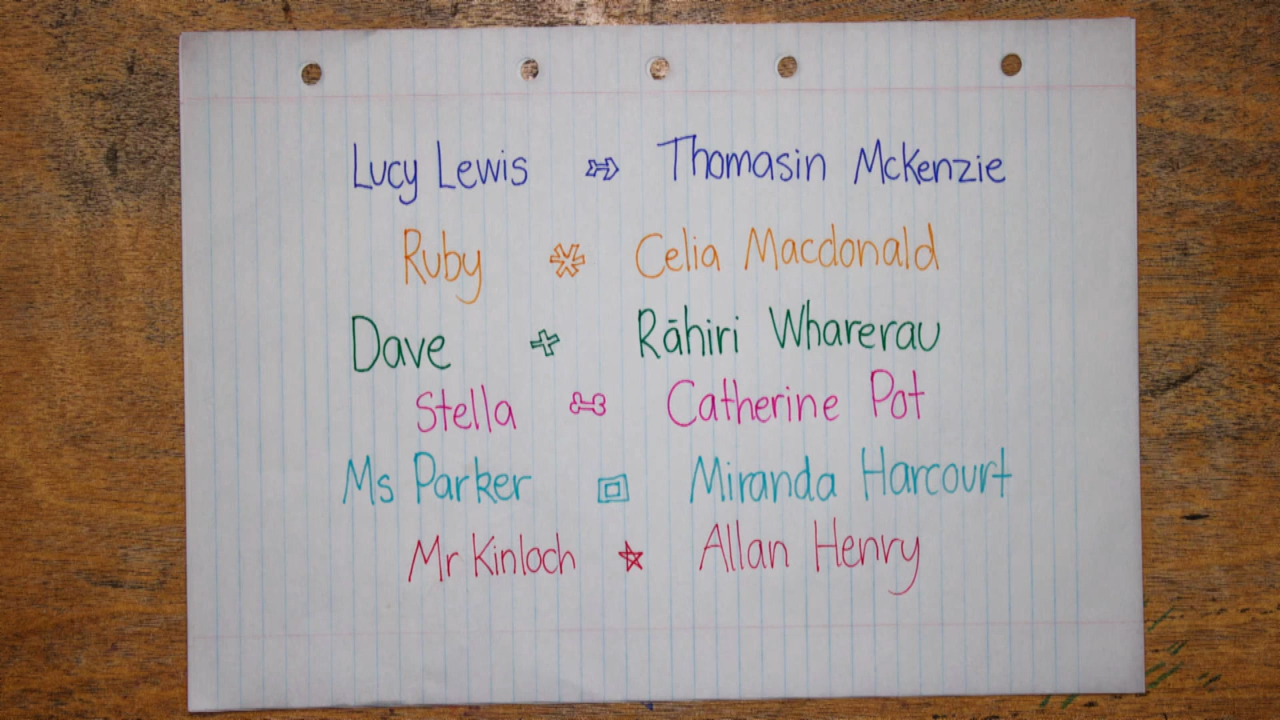 Lucy Lewis Thomasin McKenzie
Ruby Celia Macdonald
Dave Rāhiri Wharerau
Stella Catherine Pot
Ms Parker Miranda Harcourt
Mr Kinloch Allan Henry